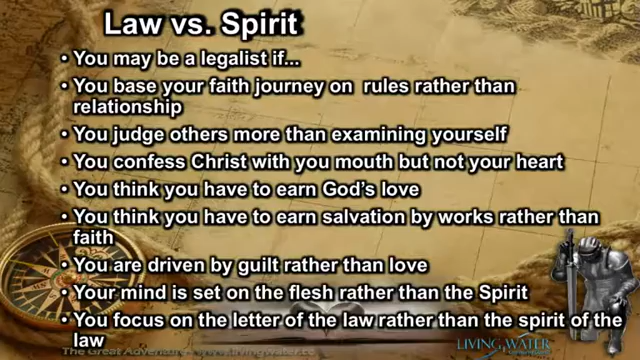 Law vs. Spirit
• You may be a legalist if...
• You base your faith journey on rules rather than
relationship
• You judge others more than examining yourself
• You confess Christ with you mouth but not your heart
• You think you have to earn God's love
• You think you have to earn salvation by works rather than
faith
• You are driven by guilt rather than love
• Your mind is set on the flesh rather than the Spirit
• You focus on the letter of the law rather than the spirit of the
law
The Great Adventure
LIVING WATER